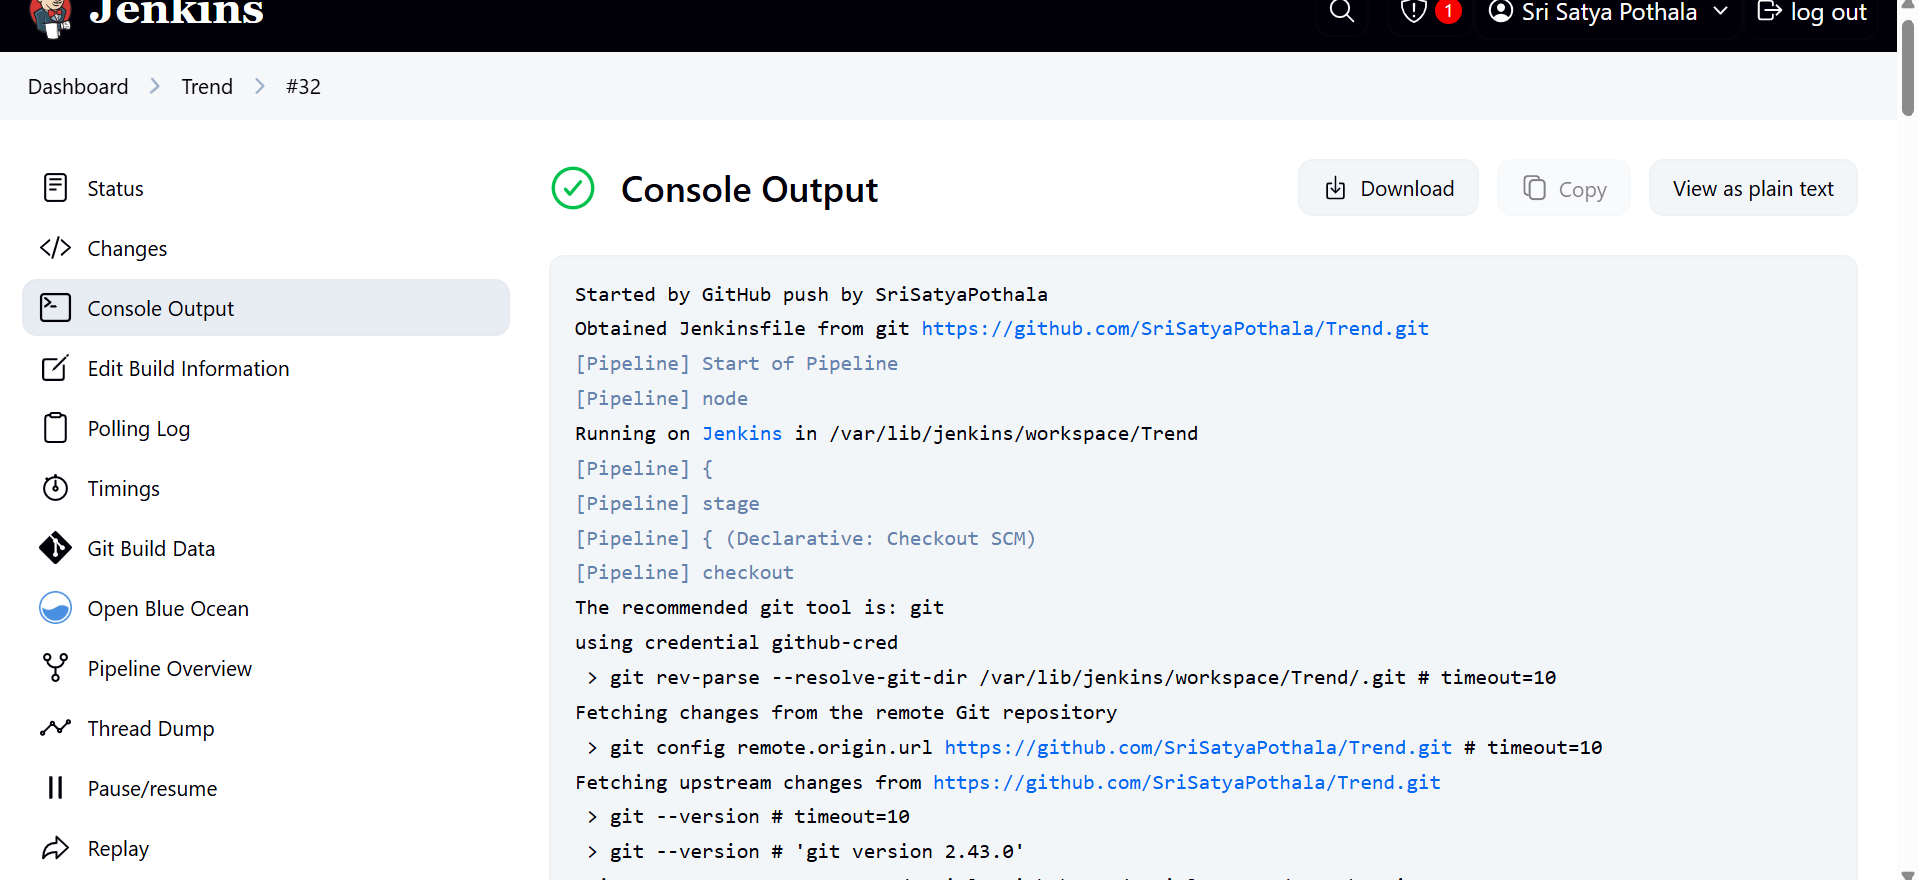 Jenkins
1
Sri Satya Pothala
log out
Dashboard
Trend
#32
Status
Changes
Console Output
Edit Build Information
Polling Log
Timings
Git Build Data
Open Blue Ocean
Pipeline Overview
Thread Dump
Pause/resume
Replay
Console Output
Download
Copy
View as plain text
Started by GitHub push by SriSatyaPothala
Obtained Jenkinsfile from git https://github.com/SriSatyaPothala/Trend.git
[Pipeline] Start of Pipeline
[Pipeline] node
Running on Jenkins in /var/lib/jenkins/workspace/Trend
[Pipeline] {
[Pipeline] stage
[Pipeline] { (Declarative: Checkout SCM)
[Pipeline] checkout
The recommended git tool is: git
using credential github-cred
> git rev-parse --resolve-git-dir /var/lib/jenkins/workspace/Trend/.git # timeout=10
Fetching changes from the remote Git repository
> git config remote.origin.url https://github.com/SriSatyaPothala/Trend.git # timeout=10
Fetching upstream changes from https://github.com/SriSatyaPothala/Trend.git
> git --version # timeout=10
> git --version # 'git version 2.43.0'